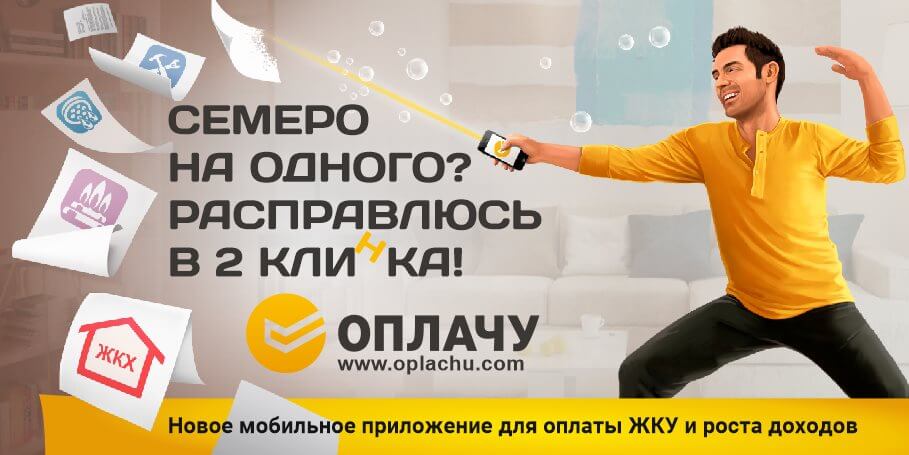 СЕМЕРО
НА ОДНОГО?
РАСПРАВЛЮСЬ
В 2 КЛИНКА!
ОПЛАЧУ
www.oplachu.com
ЖКХ
Новое мобильное приложение для оплаты ЖКУ и роста доходов